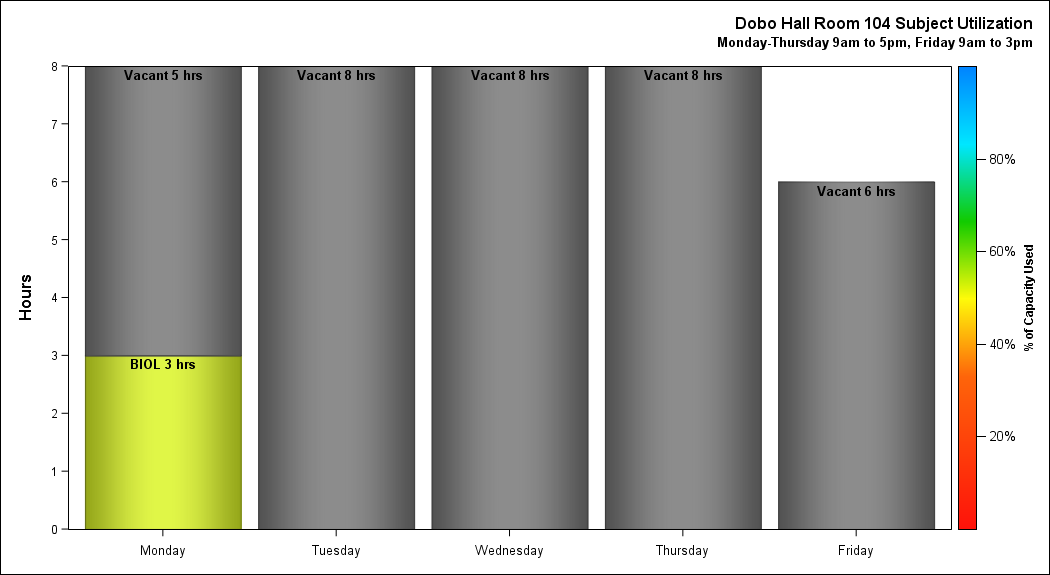 Dobo Hall Room 104 Subject Utilization
Monday-Thursday 9am to 5pm, Friday 9am to 3pm
8
7
6
5
4
3
2
1
0
Hours
Vacant 5 hrs
Vacant 8 hrs
Vacant 8 hrs
Vacant 8 hrs
Vacant 6 hrs
BIOL 3 hrs
Monday
Tuesday
Wednesday
Thursday
Friday
80%
60%
40%
20%
% of Capacity Used